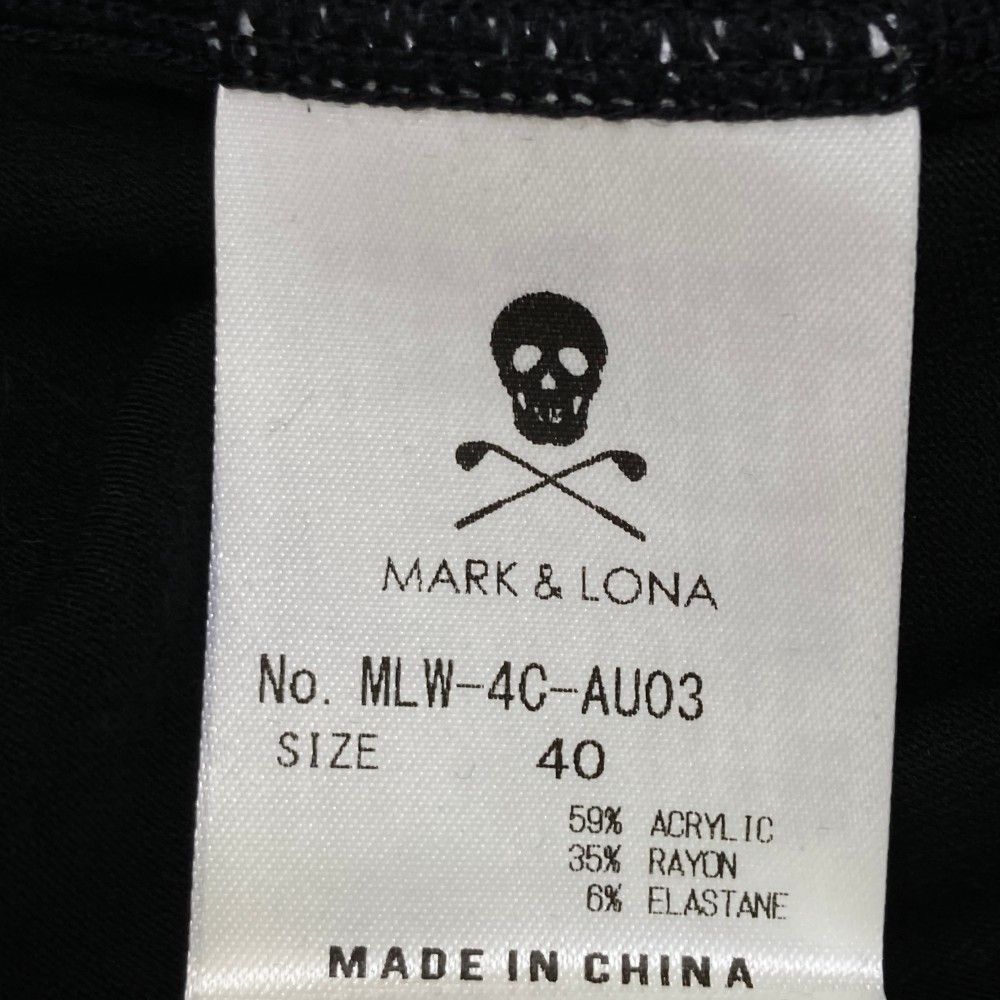 MARK & LONA
No. MLW-4C-AU03
SIZE 40
59% ACRYLIC
35% RAYON
6% ELASTANE
MADE IN CHINA